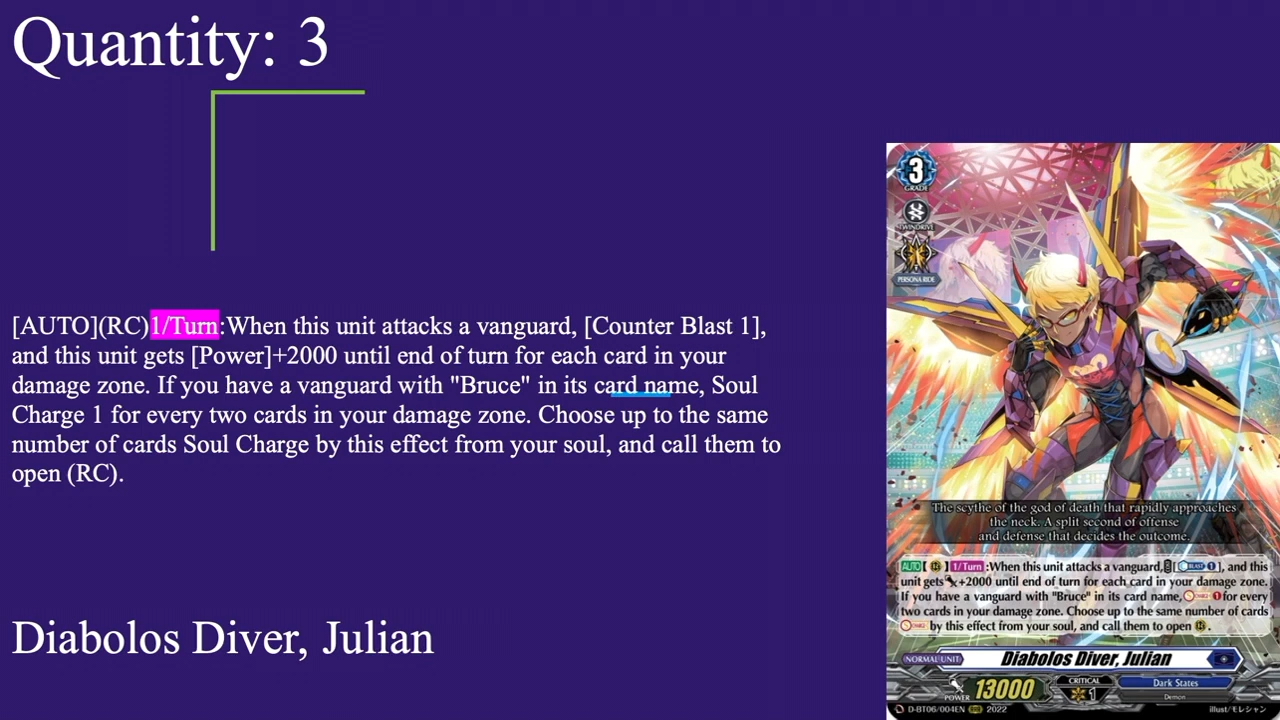 Quantity: 3
[AUTO](RC)1/Turn:When this unit attacks a vanguard, [Counter Blast 1],
and this unit gets [Power]+2000 until end of turn for each card in your
damage zone. If you have a vanguard with "Bruce" in its card name, Soul
Charge 1 for every two cards in your damage zone. Choose up to the same
number of cards Soul Charge by this effect from your soul, and call them to
open (RC).
Diabolos Diver, Julian
3
GRADE
TWINDRIVE
PERSONA RIDE
The scythe of the god of death that rapidly approaches
the neck. A split second of offense
and defense that decides the outcome.
AUTO 1/Turn :When this unit attacks a vanguard, [BLAST 1], and this
unit gets +2000 until end of turn for each card in your damage zone.
If you have a vanguard with "Bruce" in its card name, CHARGE 1 for every
two cards in your damage zone. Choose up to the same number of cards
CHARGE by this effect from your soul, and call them to open .
NORMAL UNIT
Diabolos Diver, Julian
POWER 13000 CRITICAL 1
Dark States
Demon
D-BT06/004EN RRR 2022 illust/モレシャン